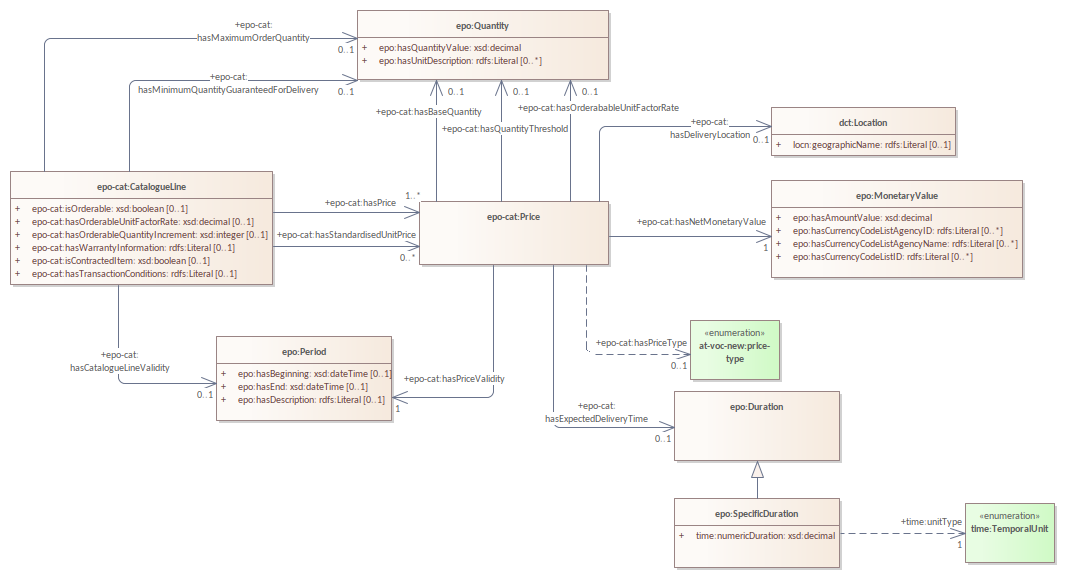 +epo-cat:
hasMaximumOrderQuantity
0..1
epo:Quantity
+ epo:hasQuantityValue: xsd:decimal
+ epo:hasUnitDescription: rdfs:Literal [0..*]
+epo-cat:
hasMinimumQuantityGuaranteedForDelivery
0..1
0..1
0..1
0..1
+epo-cat:hasBaseQuantity
+epo-cat:hasQuantityThreshold
+epo-cat:hasOrderabableUnitFactorRate
+epo-cat:
hasDeliveryLocation
0..1
dct:Location
+ locn:geographicName: rdfs:Literal [0..1]
epo-cat:CatalogueLine
+ epo-cat:isOrderable: xsd:boolean [0..1]
+ epo-cat:hasOrderableUnitFactorRate: xsd:decimal [0..1]
+ epo-cat:hasOrderableQuantityIncrement: xsd:integer [0..1]
+ epo-cat:hasWarrantyInformation: rdfs:Literal [0..1]
+ epo-cat:isContractedItem: xsd:boolean [0..1]
+ epo-cat:hasTransactionConditions: rdfs:Literal [0..1]
+epo-cat:hasPrice
1..*
+epo-cat:hasStandardisedUnitPrice
0..*
epo-cat:Price
+epo-cat:hasNetMonetaryValue
1
epo:MonetaryValue
+ epo:hasAmountValue: xsd:decimal
+ epo:hasCurrencyCodeListAgencyID: rdfs:Literal [0..*]
+ epo:hasCurrencyCodeListAgencyName: rdfs:Literal [0..*]
+ epo:hasCurrencyCodeListID: rdfs:Literal [0..*]
+epo-cat:
hasCatalogueLineValidity
0..1
epo:Period
+ epo:hasBeginning: xsd:dateTime [0..1]
+ epo:hasEnd: xsd:dateTime [0..1]
+ epo:hasDescription: rdfs:Literal [0..1]
+epo-cat:hasPriceValidity
1
+epo-cat:hasPriceType
0..1
«enumeration»
at-voc-new:price-
type
+epo-cat:
hasExpectedDeliveryTime
0..1
epo:Duration
epo:SpecificDuration
+ time:numericDuration: xsd:decimal
+time:unitType
1
«enumeration»
time:TemporalUnit